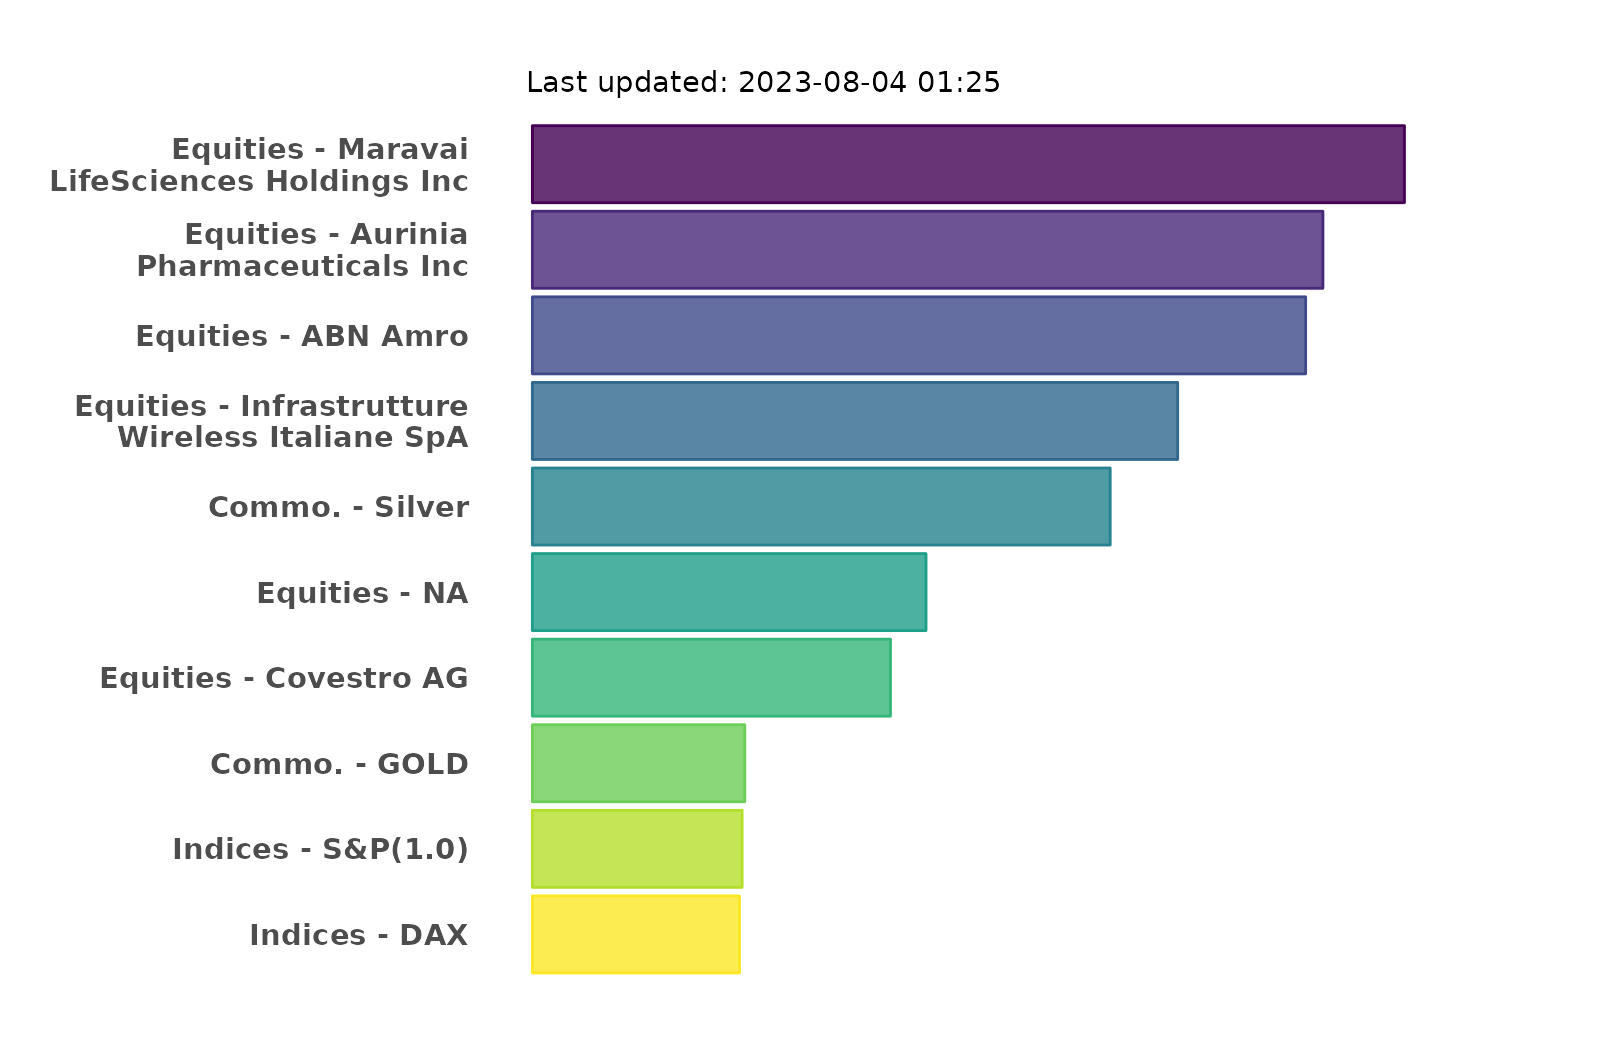 Last updated: 2023-08-04 01:25
Equities - Maravai
LifeSciences Holdings Inc
Equities - Aurinia
Pharmaceuticals Inc
Equities - ABN Amro
Equities - Infrastrutture
Wireless Italiane SpA
Commo. - Silver
Equities - NA
Equities - Covestro AG
Commo. - GOLD
Indices - S&P(1.0)
Indices - DAX